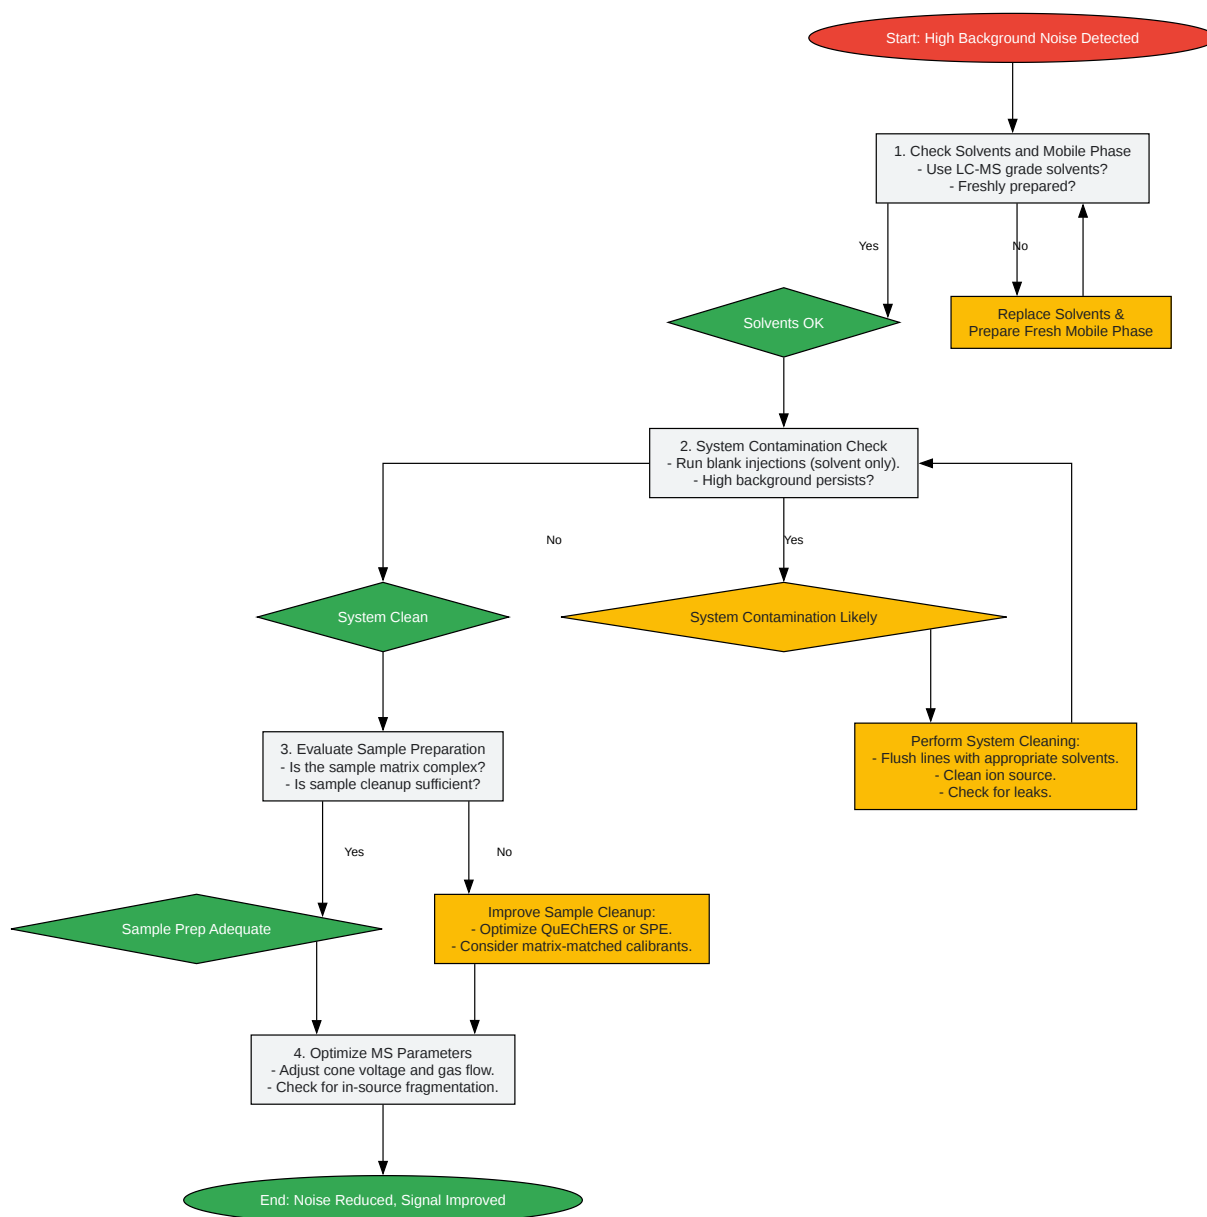 Start: High Background Noise Detected
1. Check Solvents and Mobile Phase
- Use LC-MS grade solvents?
- Freshly prepared?
Yes
No
Solvents OK
Replace Solvents &
Prepare Fresh Mobile Phase
2. System Contamination Check
- Run blank injections (solvent only).
- High background persists?
No
Yes
System Clean
System Contamination Likely
3. Evaluate Sample Preparation
- Is the sample matrix complex?
- Is sample cleanup sufficient?
Perform System Cleaning:
- Flush lines with appropriate solvents.
- Clean ion source.
- Check for leaks.
Yes
No
Sample Prep Adequate
Improve Sample Cleanup:
- Optimize QuEChERS or SPE.
- Consider matrix-matched calibrants.
4. Optimize MS Parameters
- Adjust cone voltage and gas flow.
- Check for in-source fragmentation.
End: Noise Reduced, Signal Improved